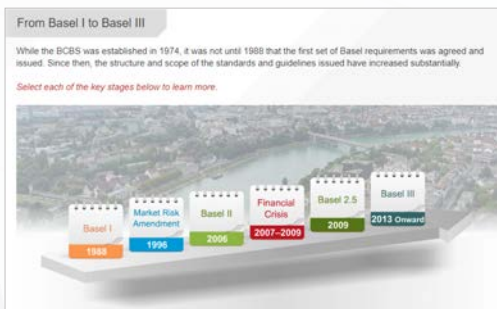 From Basel I to Basel III
While the BCBS was established in 1974, it was not until 1988 that the first set of Basel requirements was agreed and
issued. Since then, the structure and scope of the standards and guidelines issued have increased substantially.
Select each of the key stages below to learn more.
Basel I
1988
Market Risk
Amendment
1996
Basel II
2006
Financial
Crisis
2007–2009
Basel 2.5
2009
Basel III
2013 Onward